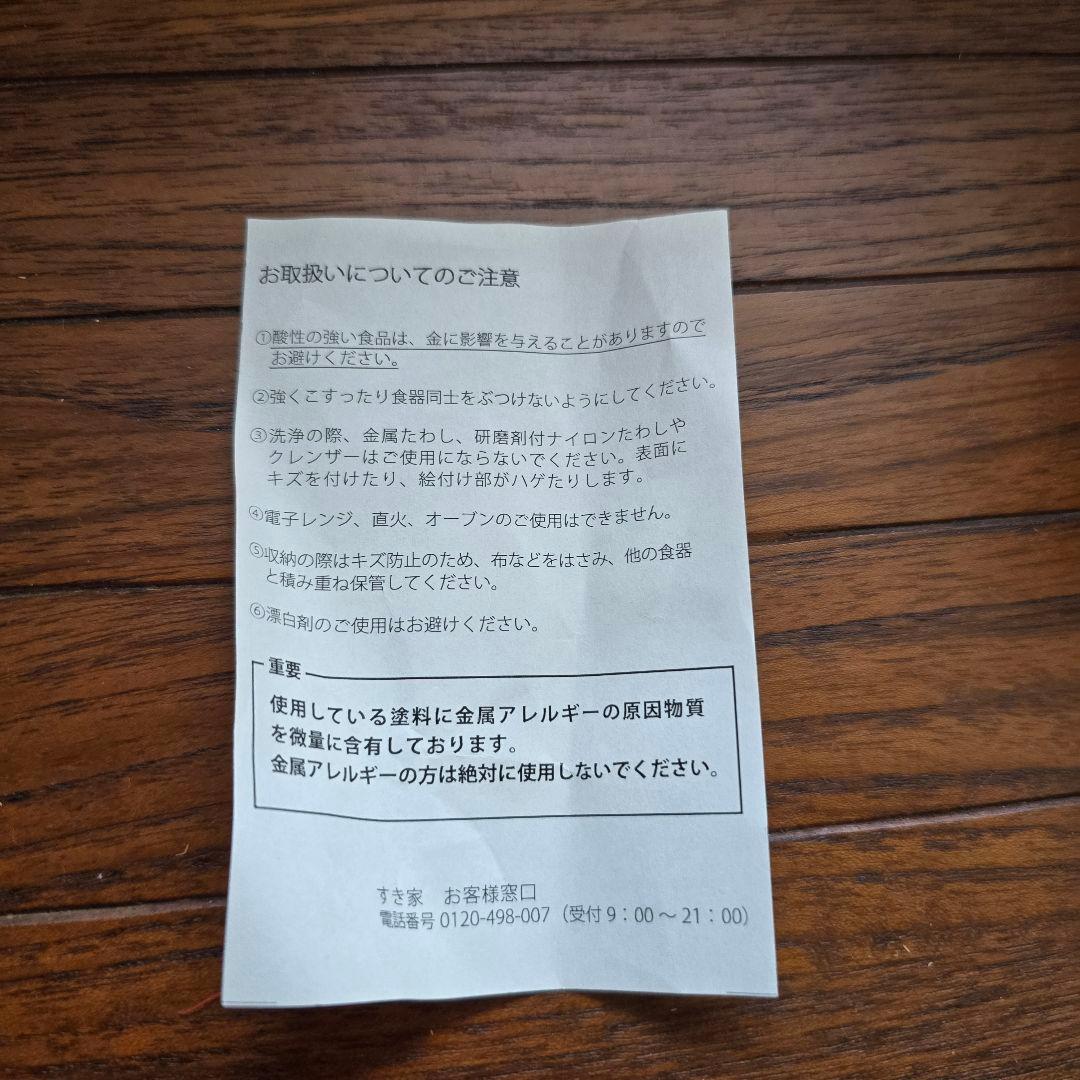 お取扱いについてのご注意
①酸性の強い食品は、金に影響を与えることがありますので
お避けください。
②強くこすったり食器同士をぶつけないようにしてください。
③洗浄の際、金属たわし、研磨剤付ナイロンたわしや
クレンザーはご使用にならないでください。表面に
キズを付けたり、絵付け部がハゲたりします。
④電子レンジ、直火、オーブンのご使用はできません。
⑤収納の際はキズ防止のため、布などをはさみ、他の食器
と積み重ね保管してください。
⑥漂白剤のご使用はお避けください。
重要
使用している塗料に金属アレルギーの原因物質
を微量に含有しております。
金属アレルギーの方は絶対に使用しないでください。
すき家 お客様窓口
電話番号 0120-498-007（受付 9：00 〜 21：00）